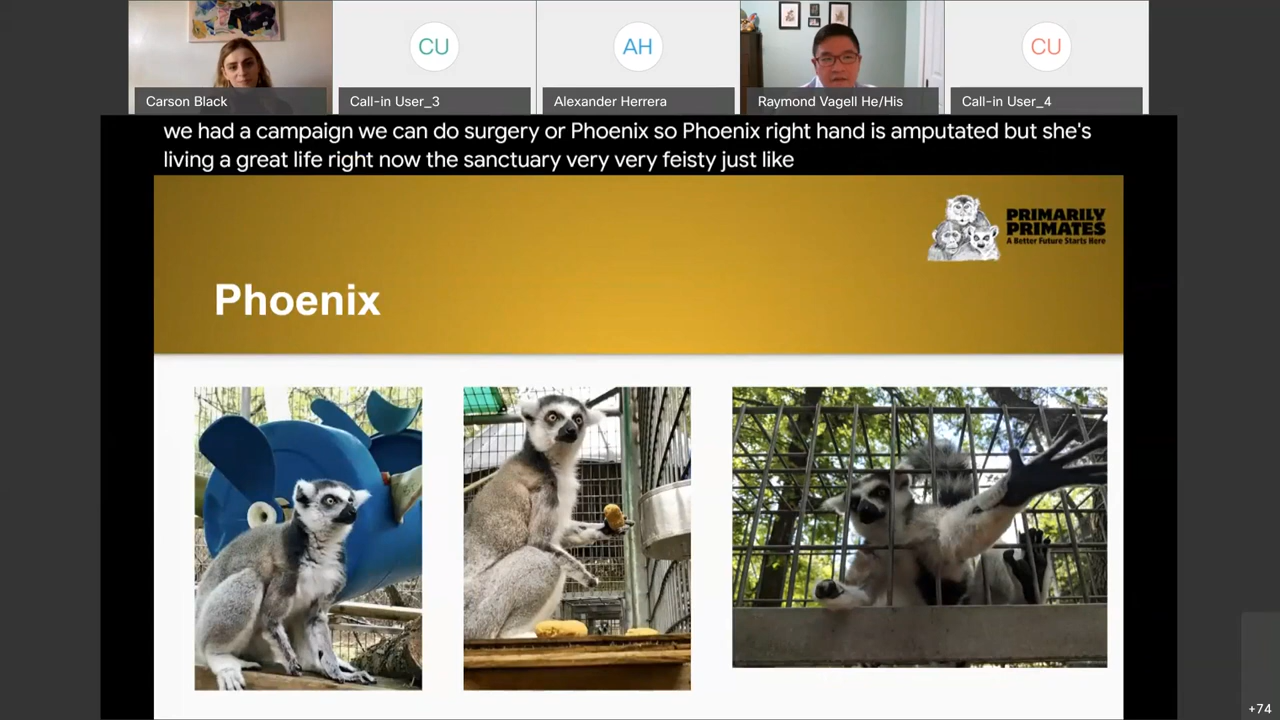 CU
AH
CU
Carson Black
Call-in User_3
Alexander Herrera
Raymond Vagell He/His
Call-in User_4
we had a campaign we can do surgery or Phoenix so Phoenix right hand is amputated but she's
living a great life right now the sanctuary very very feisty just like
PRIMARILY
PRIMATES
A Better Future Starts Here
Phoenix
+74